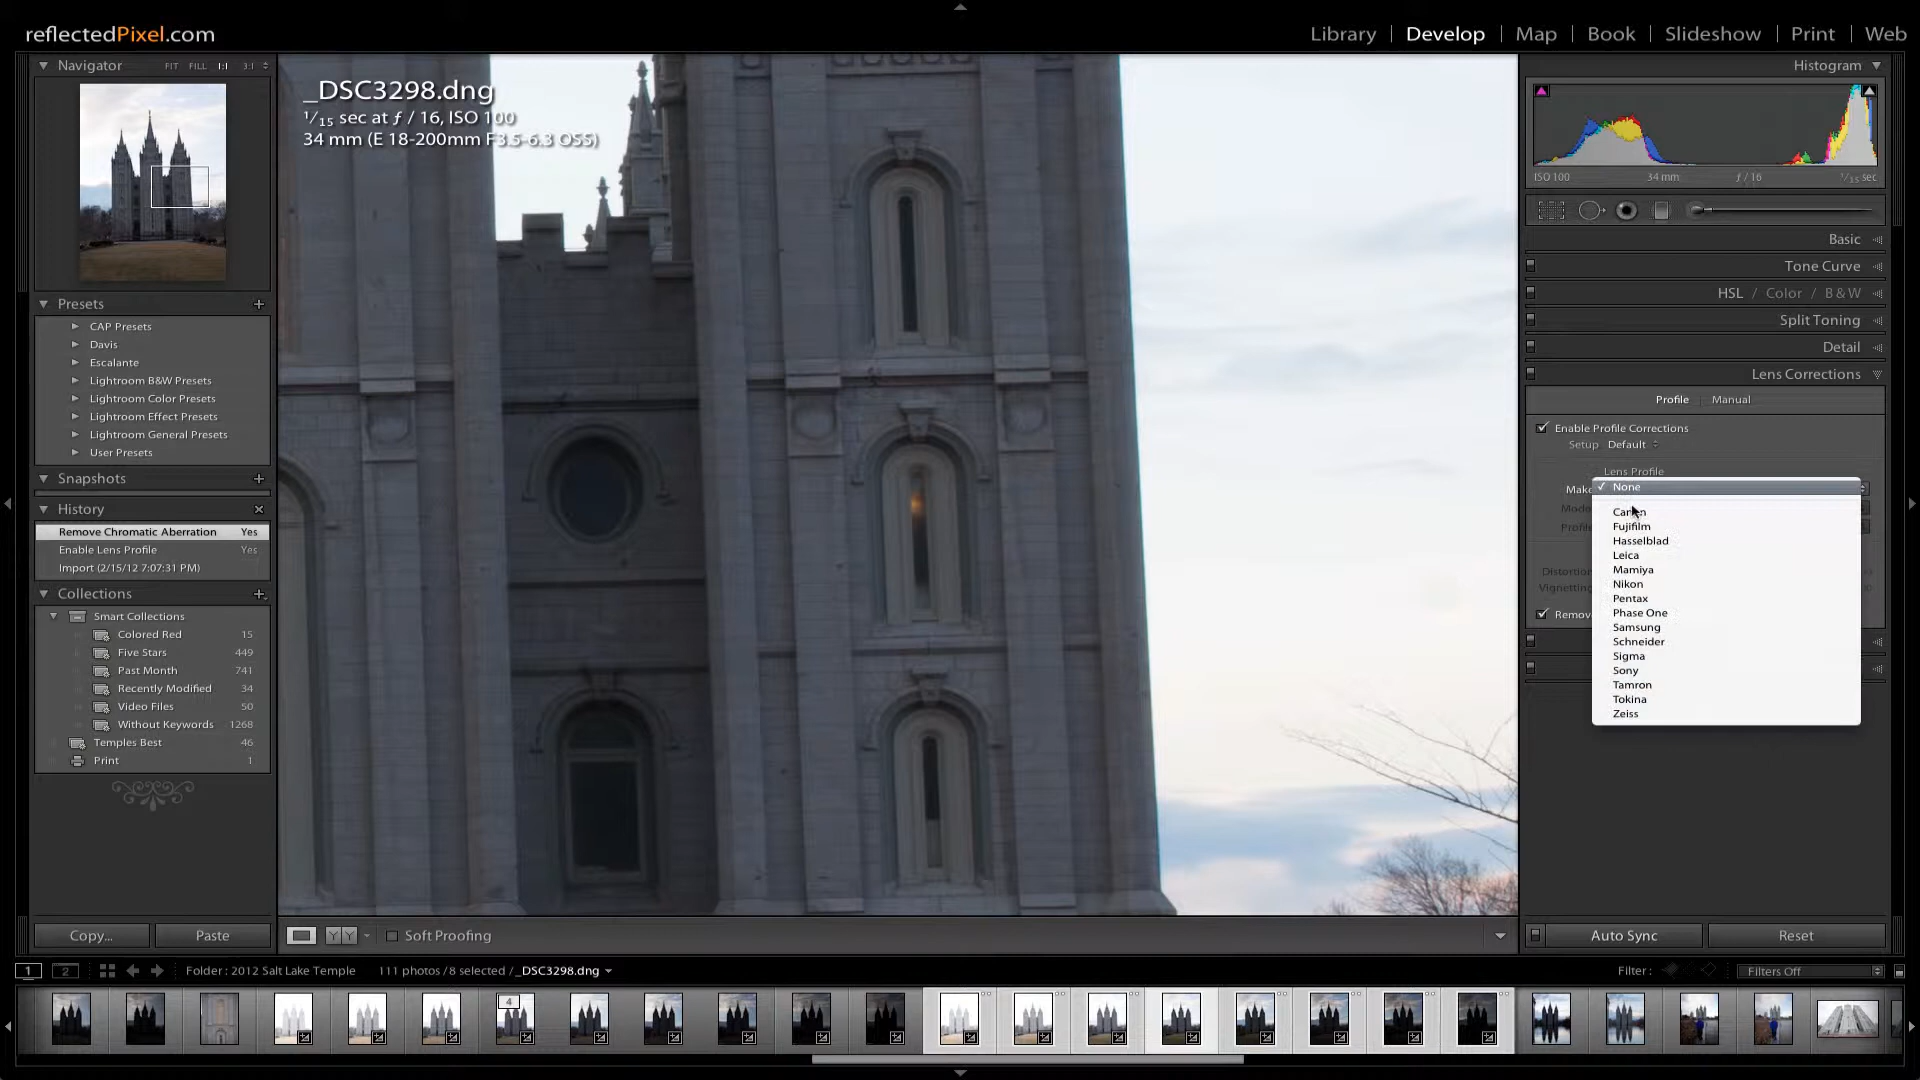 reflectedPixel.com
Library | Develop | Map | Book | Slideshow | Print | Web
Navigator FIT FILL 1:1 3:1
Presets
CAP Presets
Davis
Escalante
Lightroom B&W Presets
Lightroom Color Presets
Lightroom Effect Presets
Lightroom General Presets
User Presets
Snapshots
History
Remove Chromatic Aberration Yes
Enable Lens Profile Yes
Import (2/15/12 7:07:31 PM)
Collections
Smart Collections
Colored Red 15
Five Stars 449
Past Month 741
Recently Modified 34
Video Files 50
Without Keywords 1268
Temples Best 46
Print 1
Copy... Paste
_DSC3298.dng
1/15 sec at ƒ / 16, ISO 100
34 mm (E 18-200mm F3.5-6.3 OSS)
YY Soft Proofing
Histogram
ISO 100 34 mm ƒ / 16 1/15 sec
Basic
Tone Curve
HSL / Color / B & W
Split Toning
Detail
Lens Corrections
Profile Manual
Enable Profile Corrections
Setup Default
Lens Profile
Make
None
Canon
Fujifilm
Hasselblad
Leica
Mamiya
Nikon
Pentax
Phase One
Samsung
Schneider
Sigma
Sony
Tamron
Tokina
Zeiss
Distortion
Vignetting
Auto Sync Reset
1 2 Folder : 2012 Salt Lake Temple 111 photos / 8 selected / _DSC3298.dng Filter : Filters Off
4